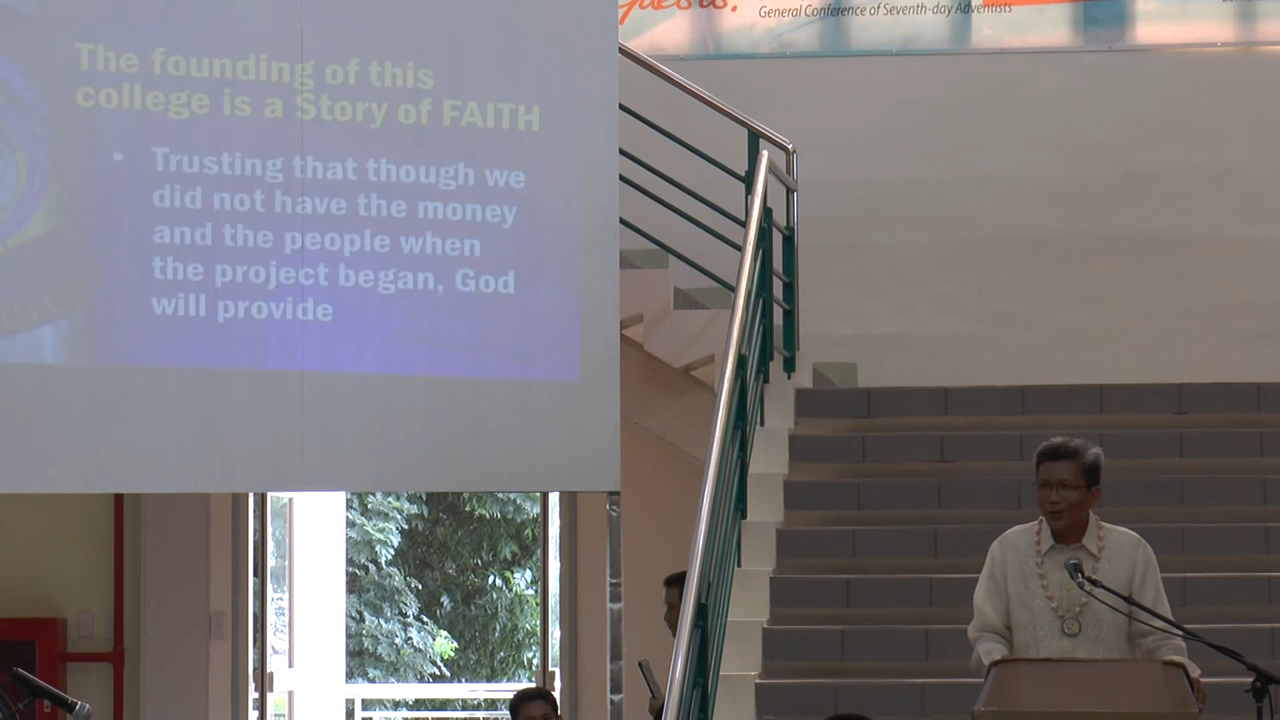 The founding of this
college is a Story of FAITH
• Trusting that though we
did not have the money
and the people when
the project began, God
will provide
General Conference of Seventh-day Adventists